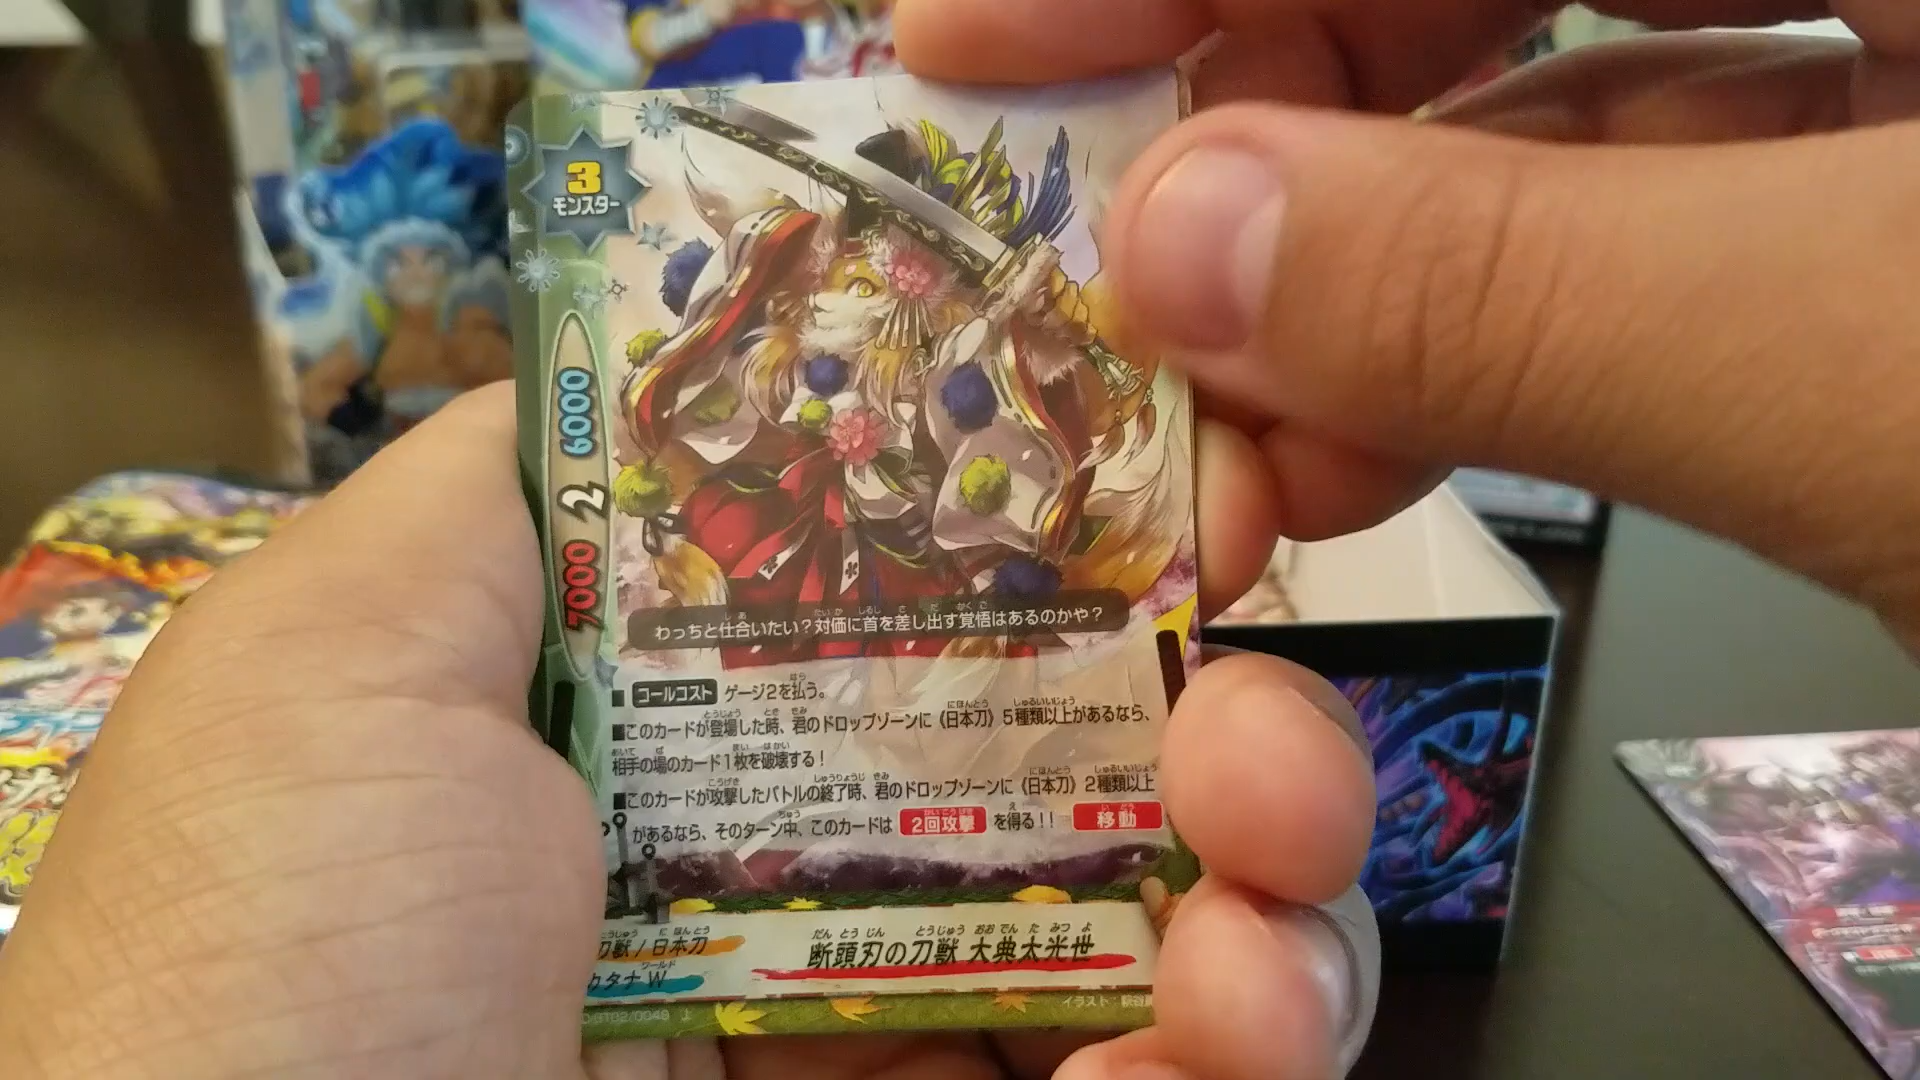 3
モンスター
6000
2
7000
わっちと仕合いたい?対価に首を差し出す覚悟はあるのかや?
■コールコスト ゲージ2を払う。
■このカードが登場した時、君のドロップゾーンに《日本刀》5種類以上があるなら、
相手の場のカード1枚を破壊する!
■このカードが攻撃したバトルの終了時、君のドロップゾーンに《日本刀》2種類以上
があるなら、そのターン中、このカードは 2回攻撃 を得る!! 移動
刀獣/日本刀
カタナW
断頭刃の刀獣 大典太光世
イラスト: